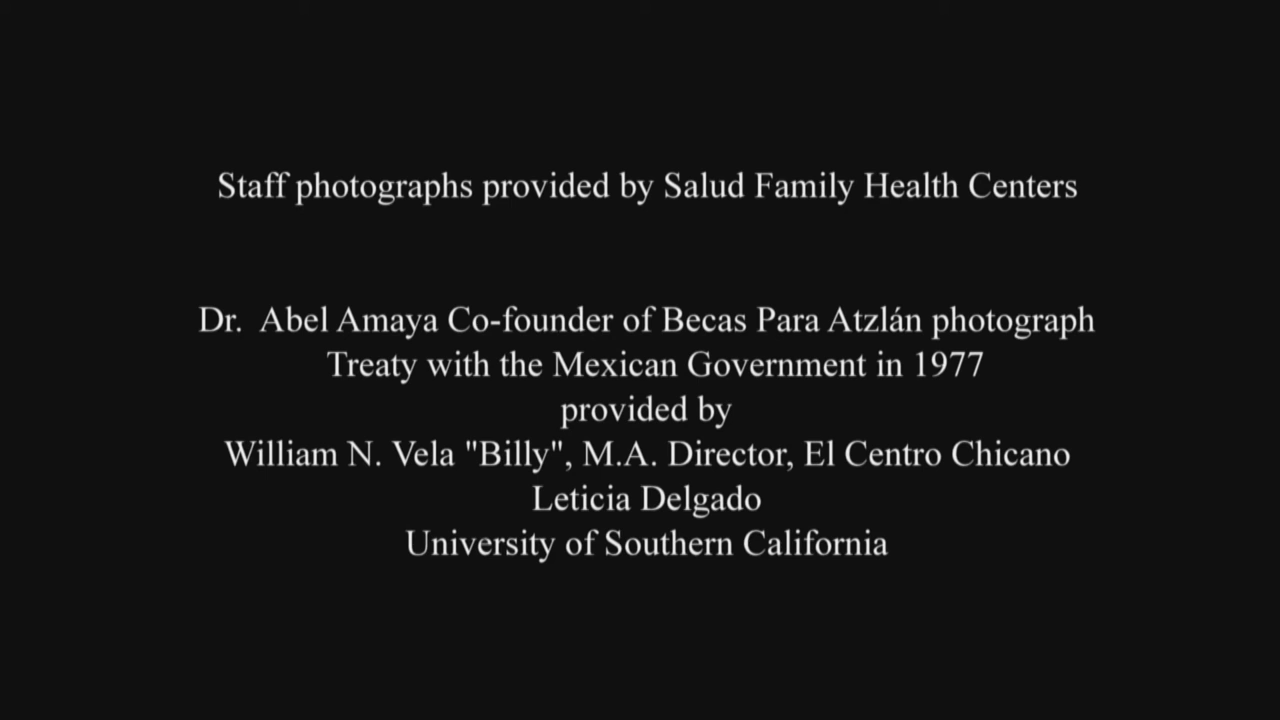 Staff photographs provided by Salud Family Health Centers
Dr.  Abel Amaya Co-founder of Becas Para Atzlán photograph
Treaty with the Mexican Government in 1977
provided by
William N. Vela "Billy", M.A. Director, El Centro Chicano
Leticia Delgado
University of Southern California